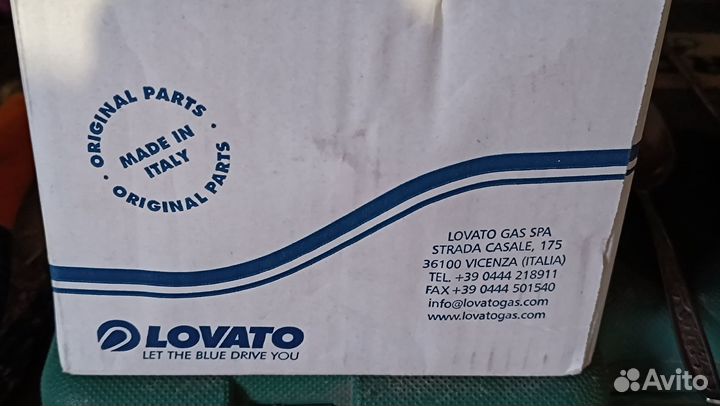 · ORIGINAL PARTS ·
MADE IN
ITALY
ORIGINAL PARTS
LOVATO GAS SPA
STRADA CASALE, 175
36100 VICENZA (ITALIA)
TEL. +39 0444 218911
FAX +39 0444 501540
info@lovatogas.com
www.lovatogas.com
LOVATO
LET THE BLUE DRIVE YOU
Avito